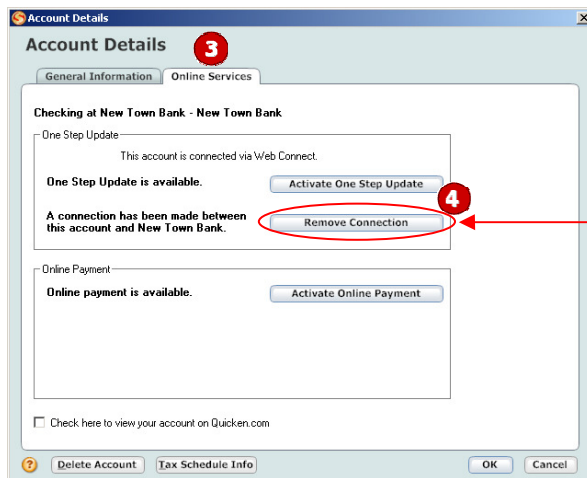 Account Details
Account Details
3
General Information
Online Services
Checking at New Town Bank - New Town Bank
One Step Update
This account is connected via Web Connect.
One Step Update is available.
Activate One Step Update
4
A connection has been made between
this account and New Town Bank.
Remove Connection
Online Payment
Online payment is available.
Activate Online Payment
Check here to view your account on Quicken.com
?
Delete Account
Tax Schedule Info
OK
Cancel